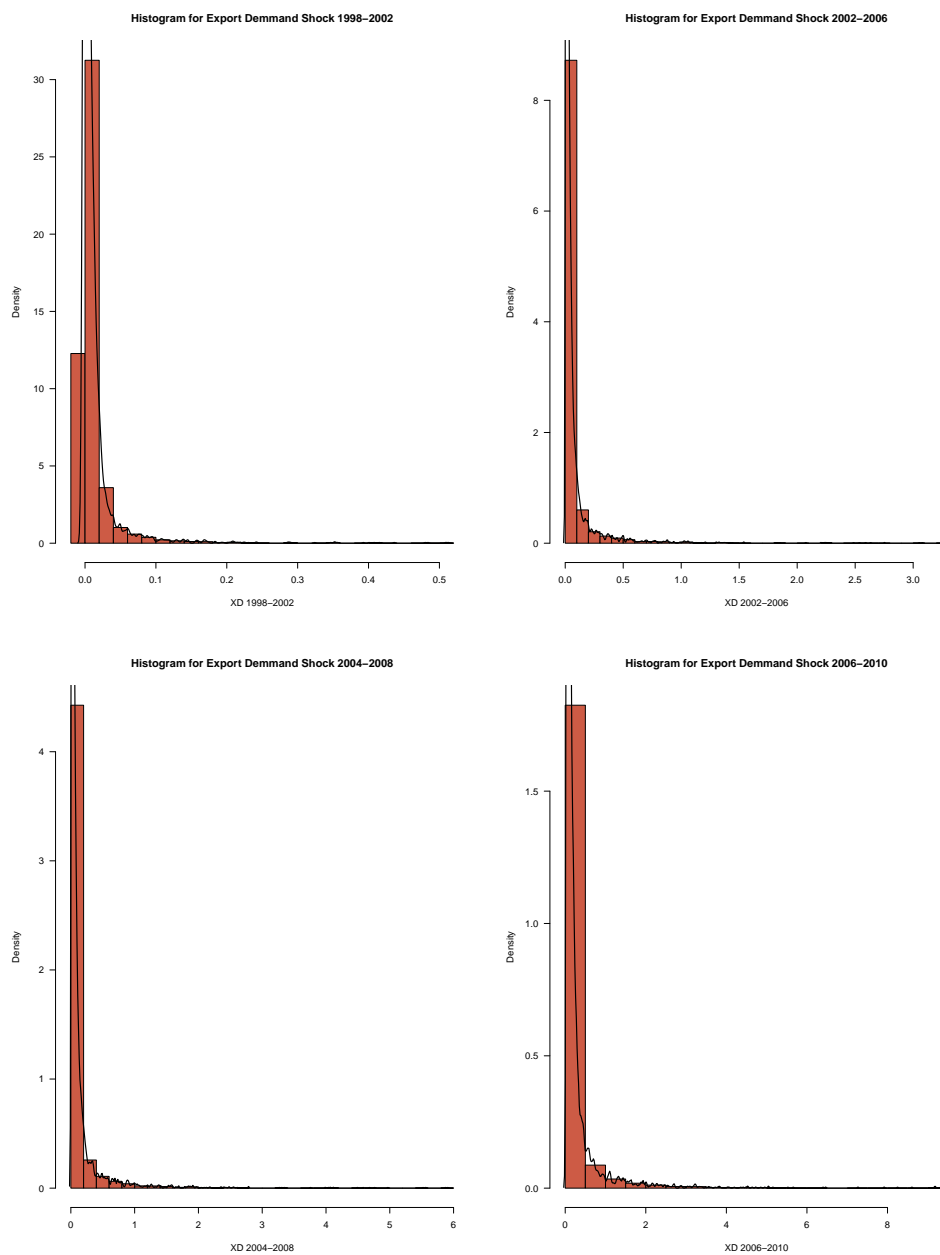 Histogram for Export Demmand Shock 1998−2002
Density
30
25
20
15
10
5
0
0.0 0.1 0.2 0.3 0.4 0.5
XD 1998−2002
Histogram for Export Demmand Shock 2002−2006
Density
8
6
4
2
0
0.0 0.5 1.0 1.5 2.0 2.5 3.0
XD 2002−2006
Histogram for Export Demmand Shock 2004−2008
Density
4
3
2
1
0
0 1 2 3 4 5 6
XD 2004−2008
Histogram for Export Demmand Shock 2006−2010
Density
1.5
1.0
0.5
0.0
0 2 4 6 8
XD 2006−2010